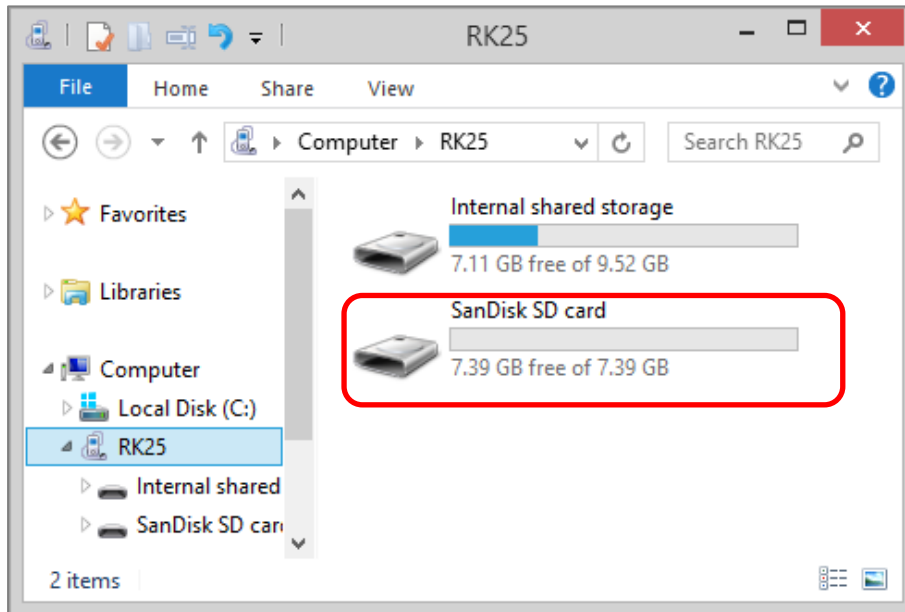 RK25
File Home Share View
Computer RK25
Search RK25
Favorites
Libraries
Computer
Local Disk (C:)
RK25
Internal shared
SanDisk SD car
Internal shared storage
7.11 GB free of 9.52 GB
SanDisk SD card
7.39 GB free of 7.39 GB
2 items